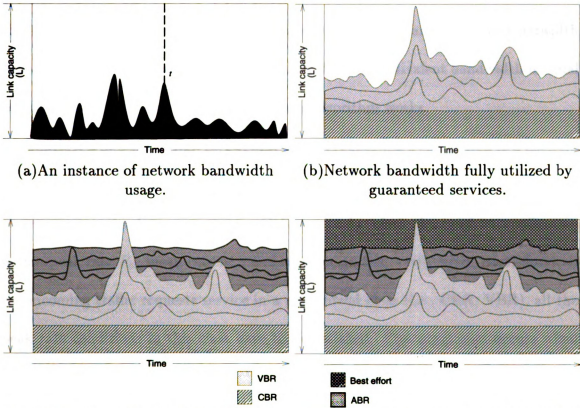 Link capacity
(L)
t
Time
(a)An instance of network bandwidth
usage.
Link capacity
(L)
Time
(b)Network bandwidth fully utilized by
guaranteed services.
Link capacity
(L)
Time
Link capacity
(L)
Time
VBR
CBR
Best effort
ABR